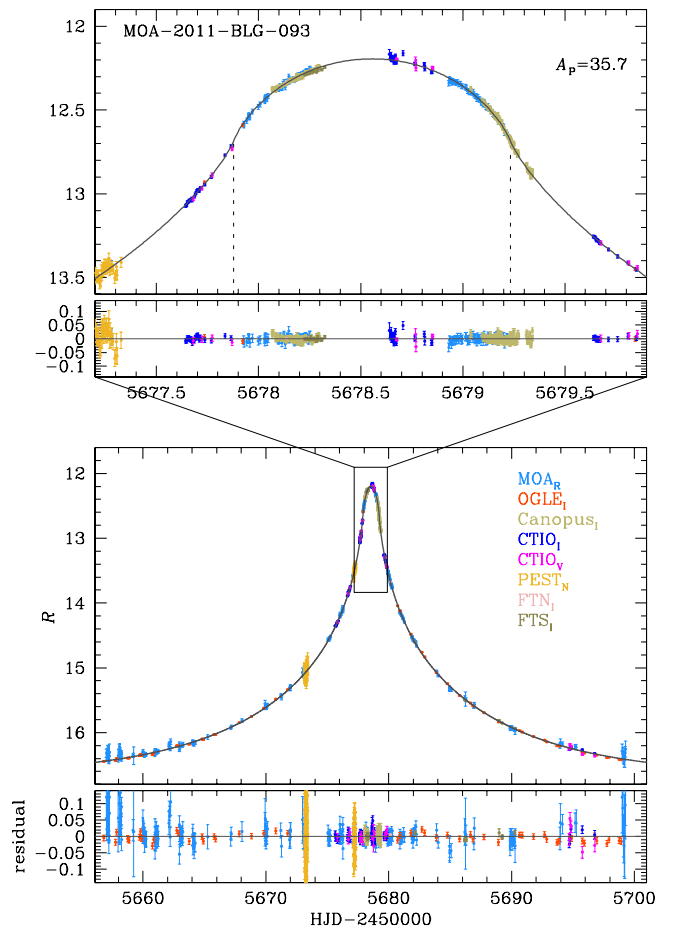 MOA-2011-BLG-093
A_P=35.7
12
12.5
13
13.5
0.1
0.05
0
-0.05
-0.1
5677.5 5678 5678.5 5679 5679.5
12
13
14
15
16
R
MOA_R
OGLE_I
Canopus_I
CTIO_I
CTIO_V
PEST_N
FTN_I
FTS_I
0.1
0.05
0
-0.05
-0.1
residual
5660 5670 5680 5690 5700
HJD-2450000